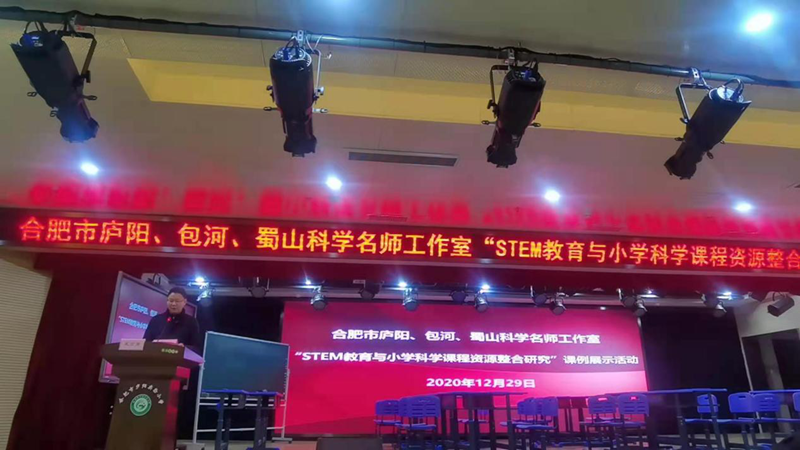 合肥市庐阳、包河、蜀山科学名师工作室“STEM教育与小学科学课程资源整合
合肥市庐阳、包河、蜀山科学名师工作室
“STEM教育与小学科学课程资源整合研究”课例展示活动
2020年12月29日